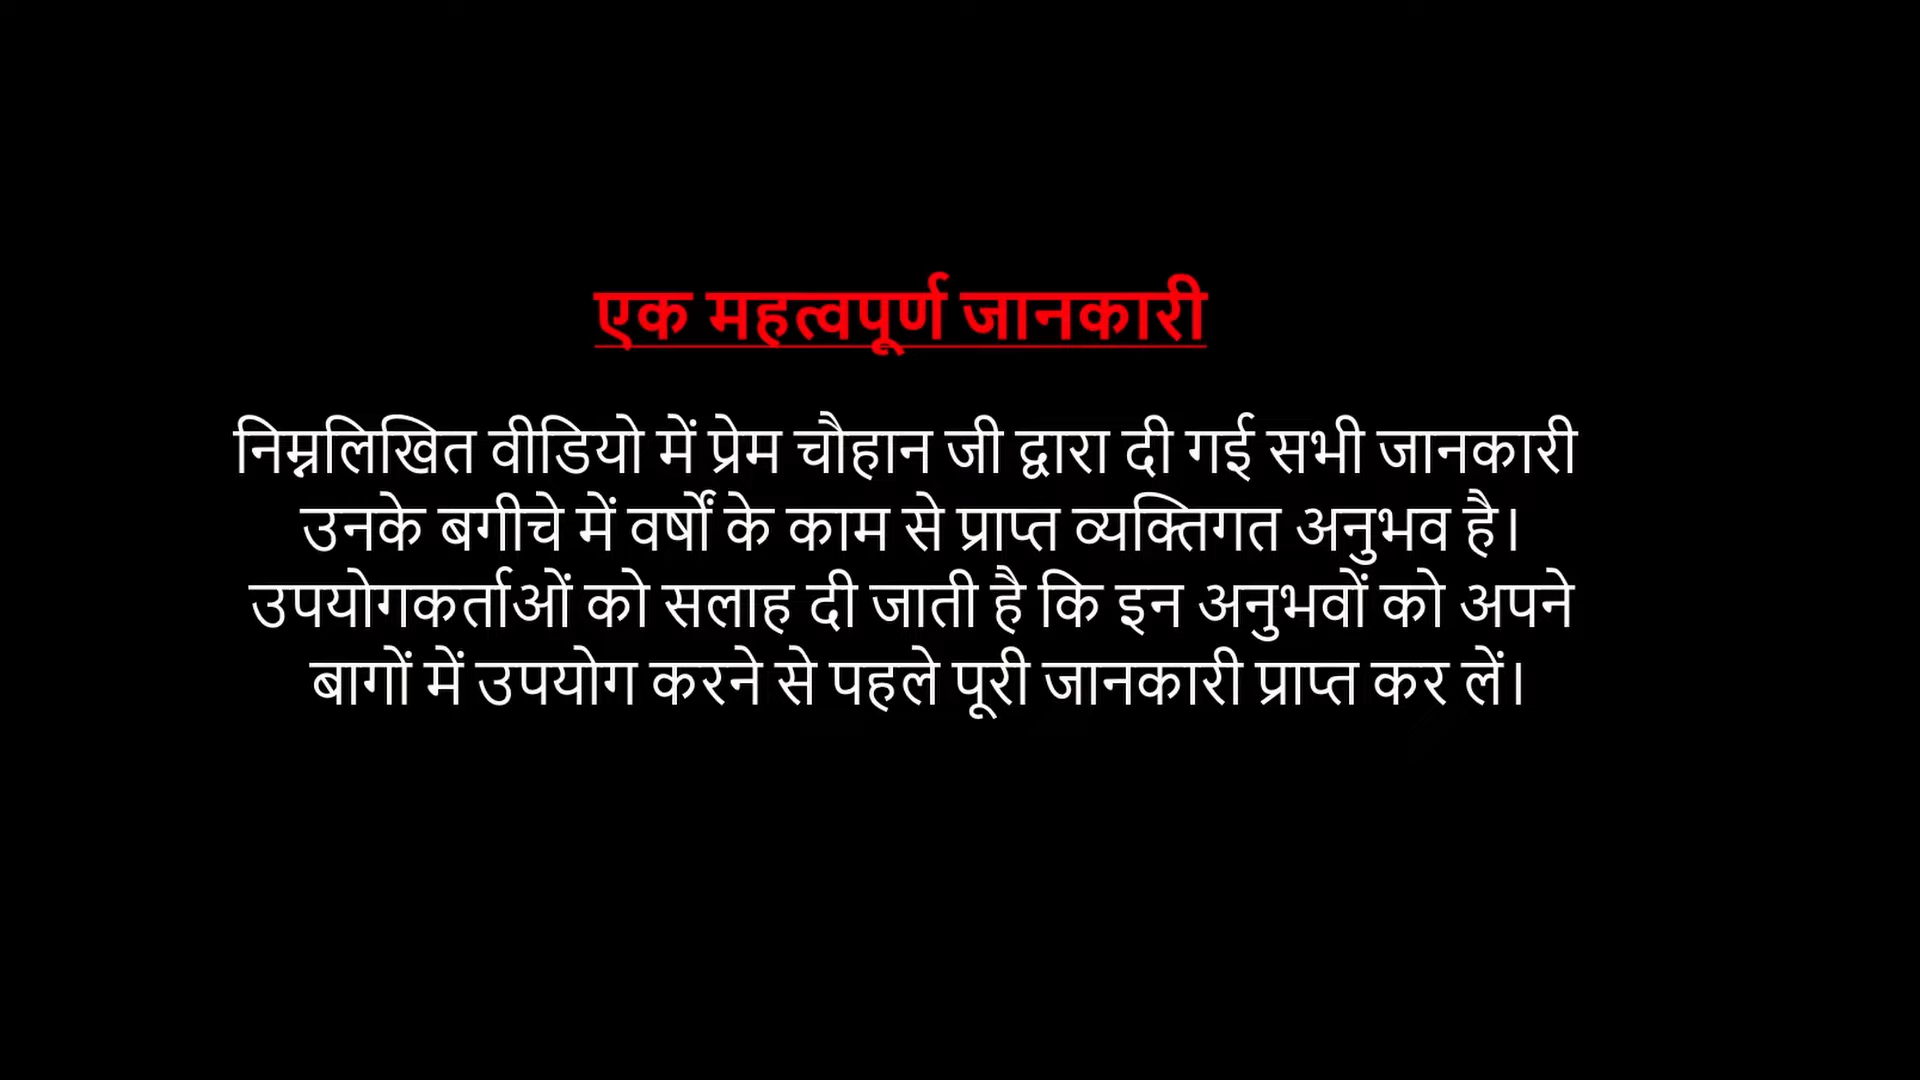 एक महत्वपूर्ण जानकारी
निम्नलिखित वीडियो में प्रेम चौहान जी द्वारा दी गई सभी जानकारी
उनके बगीचे में वर्षों के काम से प्राप्त व्यक्तिगत अनुभव है।
उपयोगकर्ताओं को सलाह दी जाती है कि इन अनुभवों को अपने
बागों में उपयोग करने से पहले पूरी जानकारी प्राप्त कर लें।